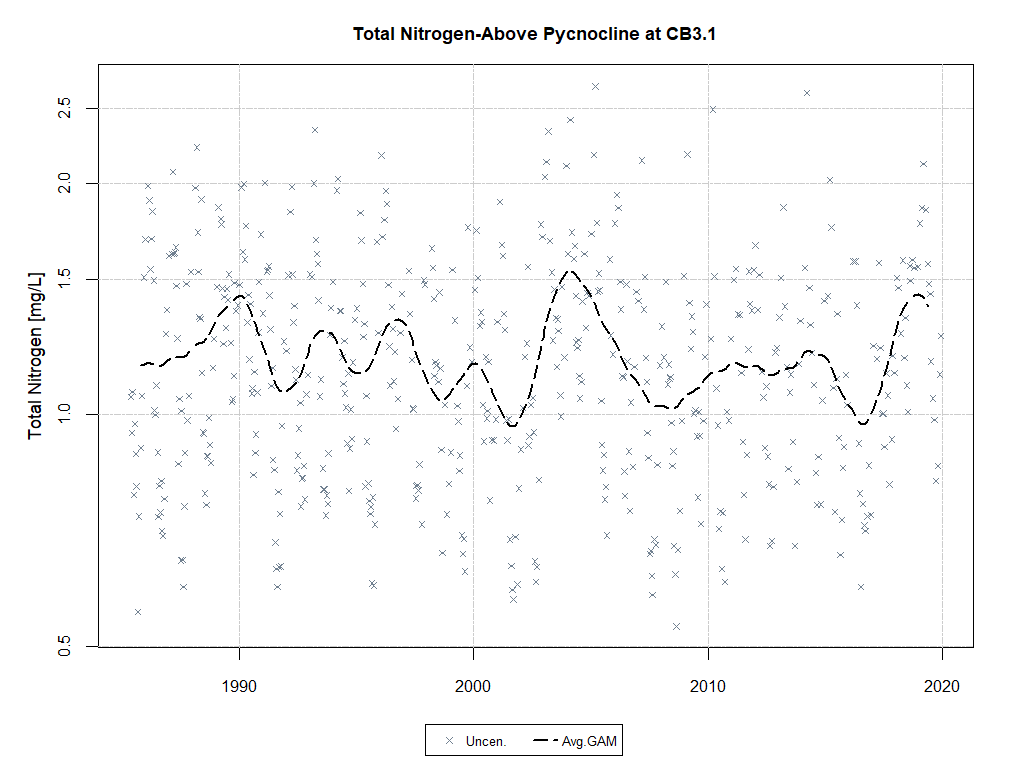 Total Nitrogen-Above Pycnocline at CB3.1
Total Nitrogen [mg/L]
2.5
2.0
1.5
1.0
0.5
1990 2000 2010 2020
Uncen. Avg.GAM